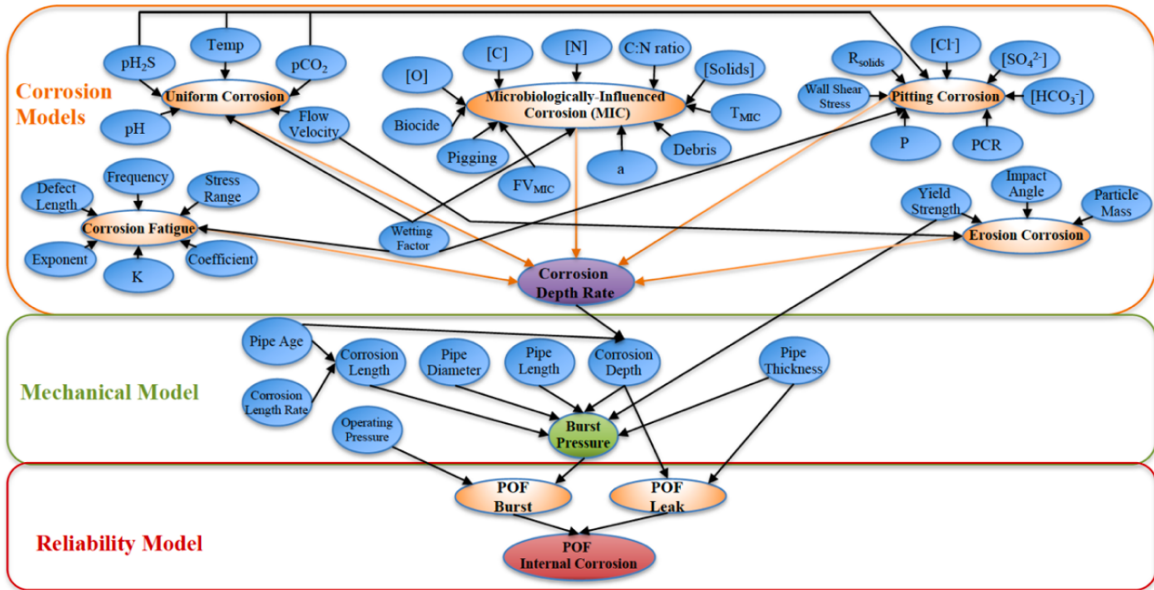 Corrosion
Models
pH₂S
Temp
pCO₂
Uniform Corrosion
pH
Flow
Velocity
[O]
[C]
[N]
C:N ratio
[Solids]
Microbiologically-Influenced
Corrosion (MIC)
Biocide
Pigging
FV_MIC
a
Debris
T_MIC
R_solids
[Cl⁻]
[SO₄²⁻]
Wall Shear
Stress
Pitting Corrosion
[HCO₃⁻]
P
PCR
Defect
Length
Frequency
Stress
Range
Corrosion Fatigue
Exponent
K
Coefficient
Wetting
Factor
Yield
Strength
Impact
Angle
Particle
Mass
Erosion Corrosion
Corrosion
Depth Rate
Mechanical Model
Pipe Age
Corrosion
Length
Pipe
Diameter
Pipe
Length
Corrosion
Depth
Pipe
Thickness
Corrosion
Length Rate
Operating
Pressure
Burst
Pressure
Reliability Model
POF
Burst
POF
Leak
POF
Internal Corrosion